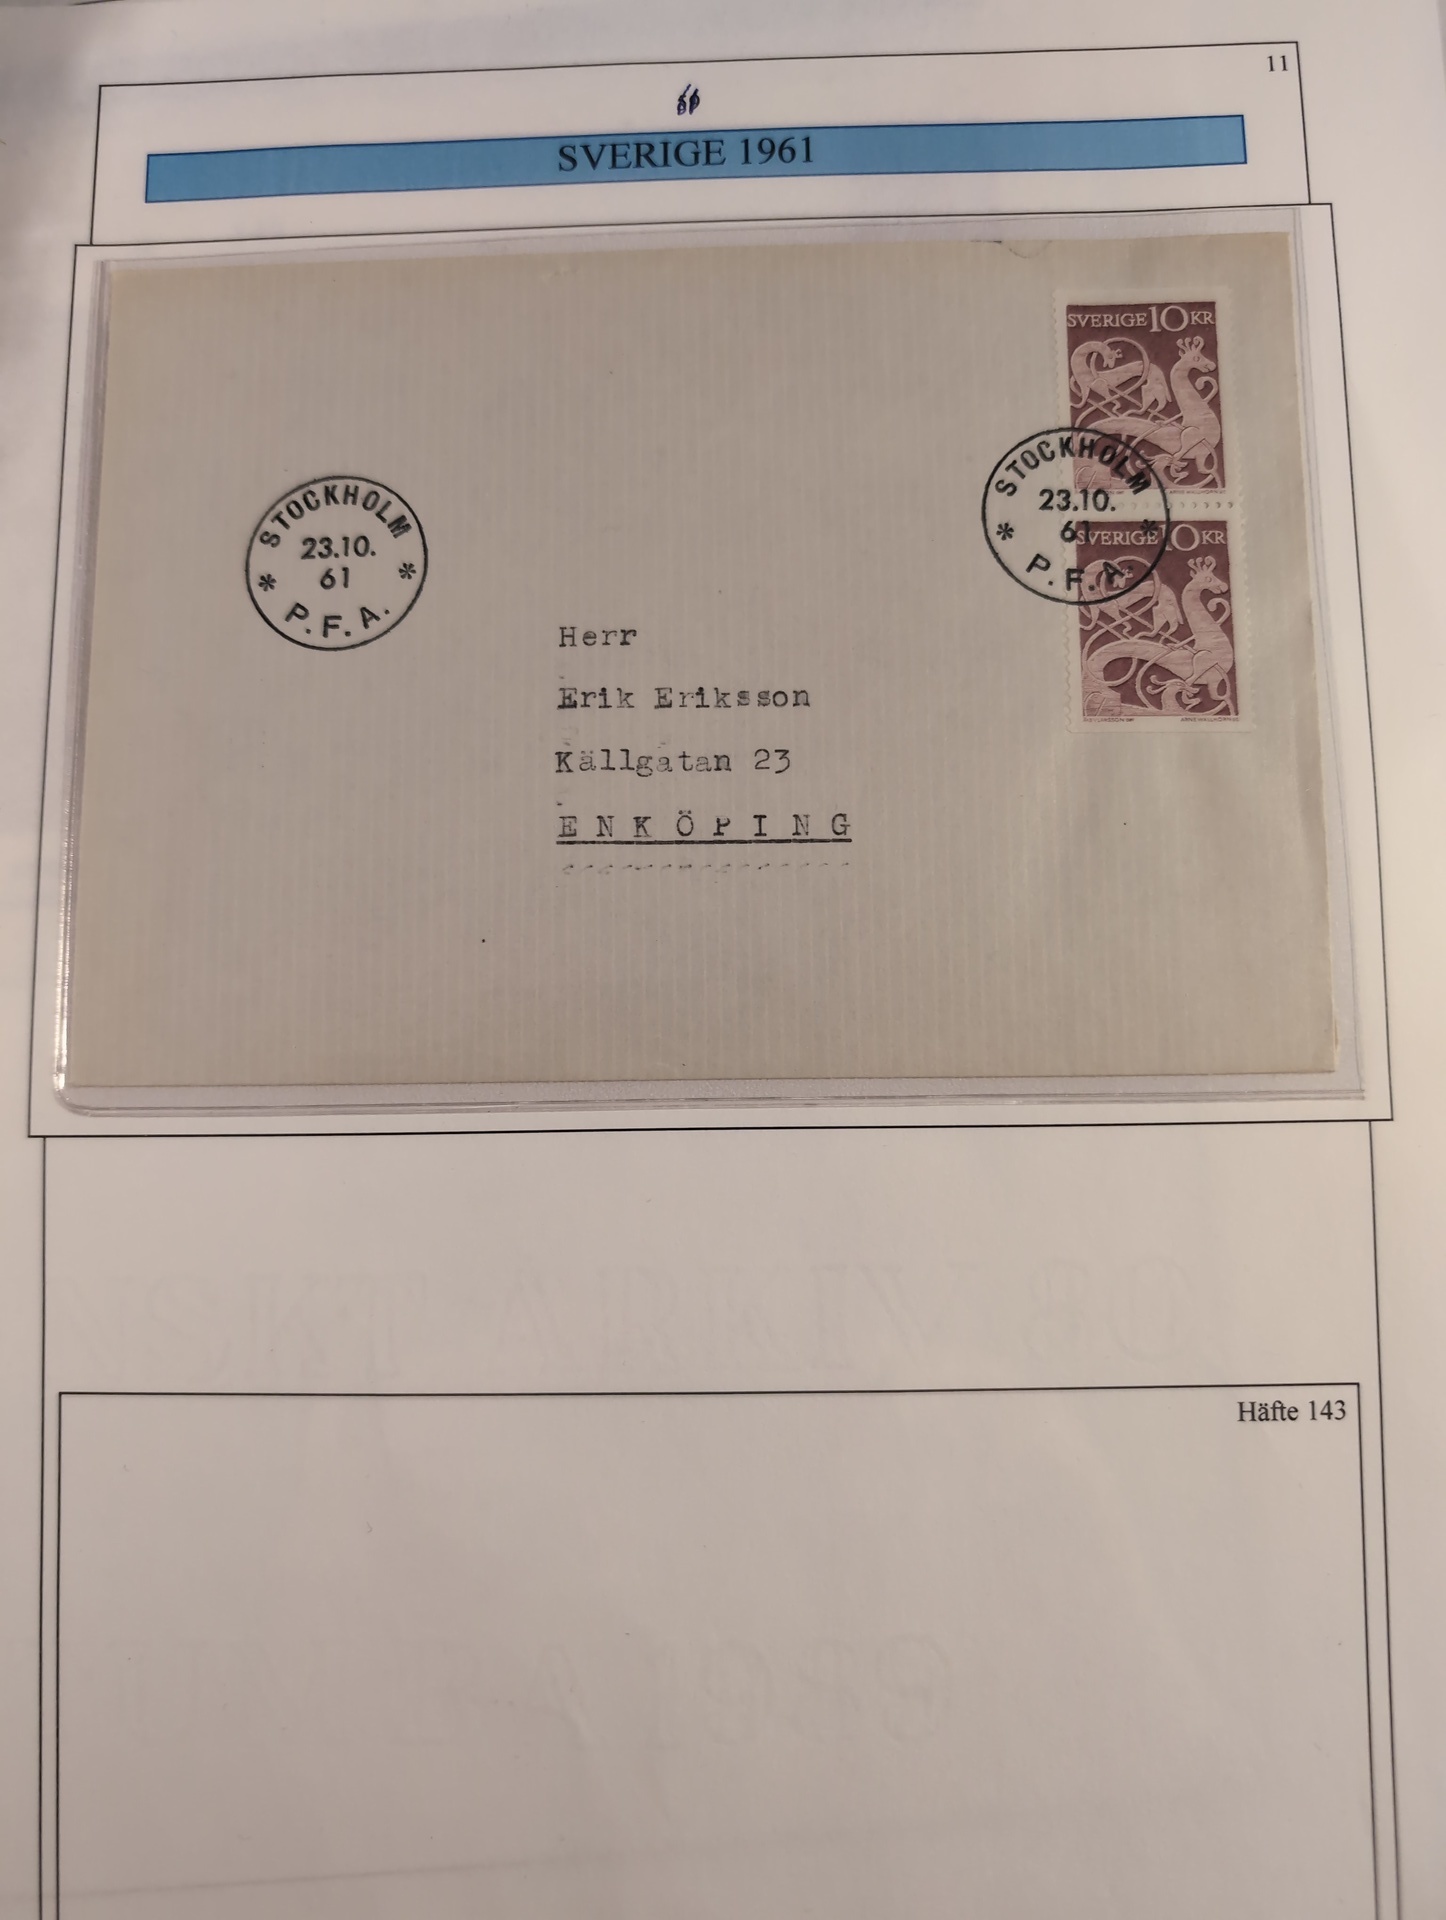 11
SVERIGE 1961
SVERIGE 10 KR
STOCKHOLM
23.10.
61
P.F.A.
SVERIGE 10 KR
STOCKHOLM
23.10.
61
P.F.A.
Herr
Erik Eriksson
Källgatan 23
ENKÖPING
Häfte 143